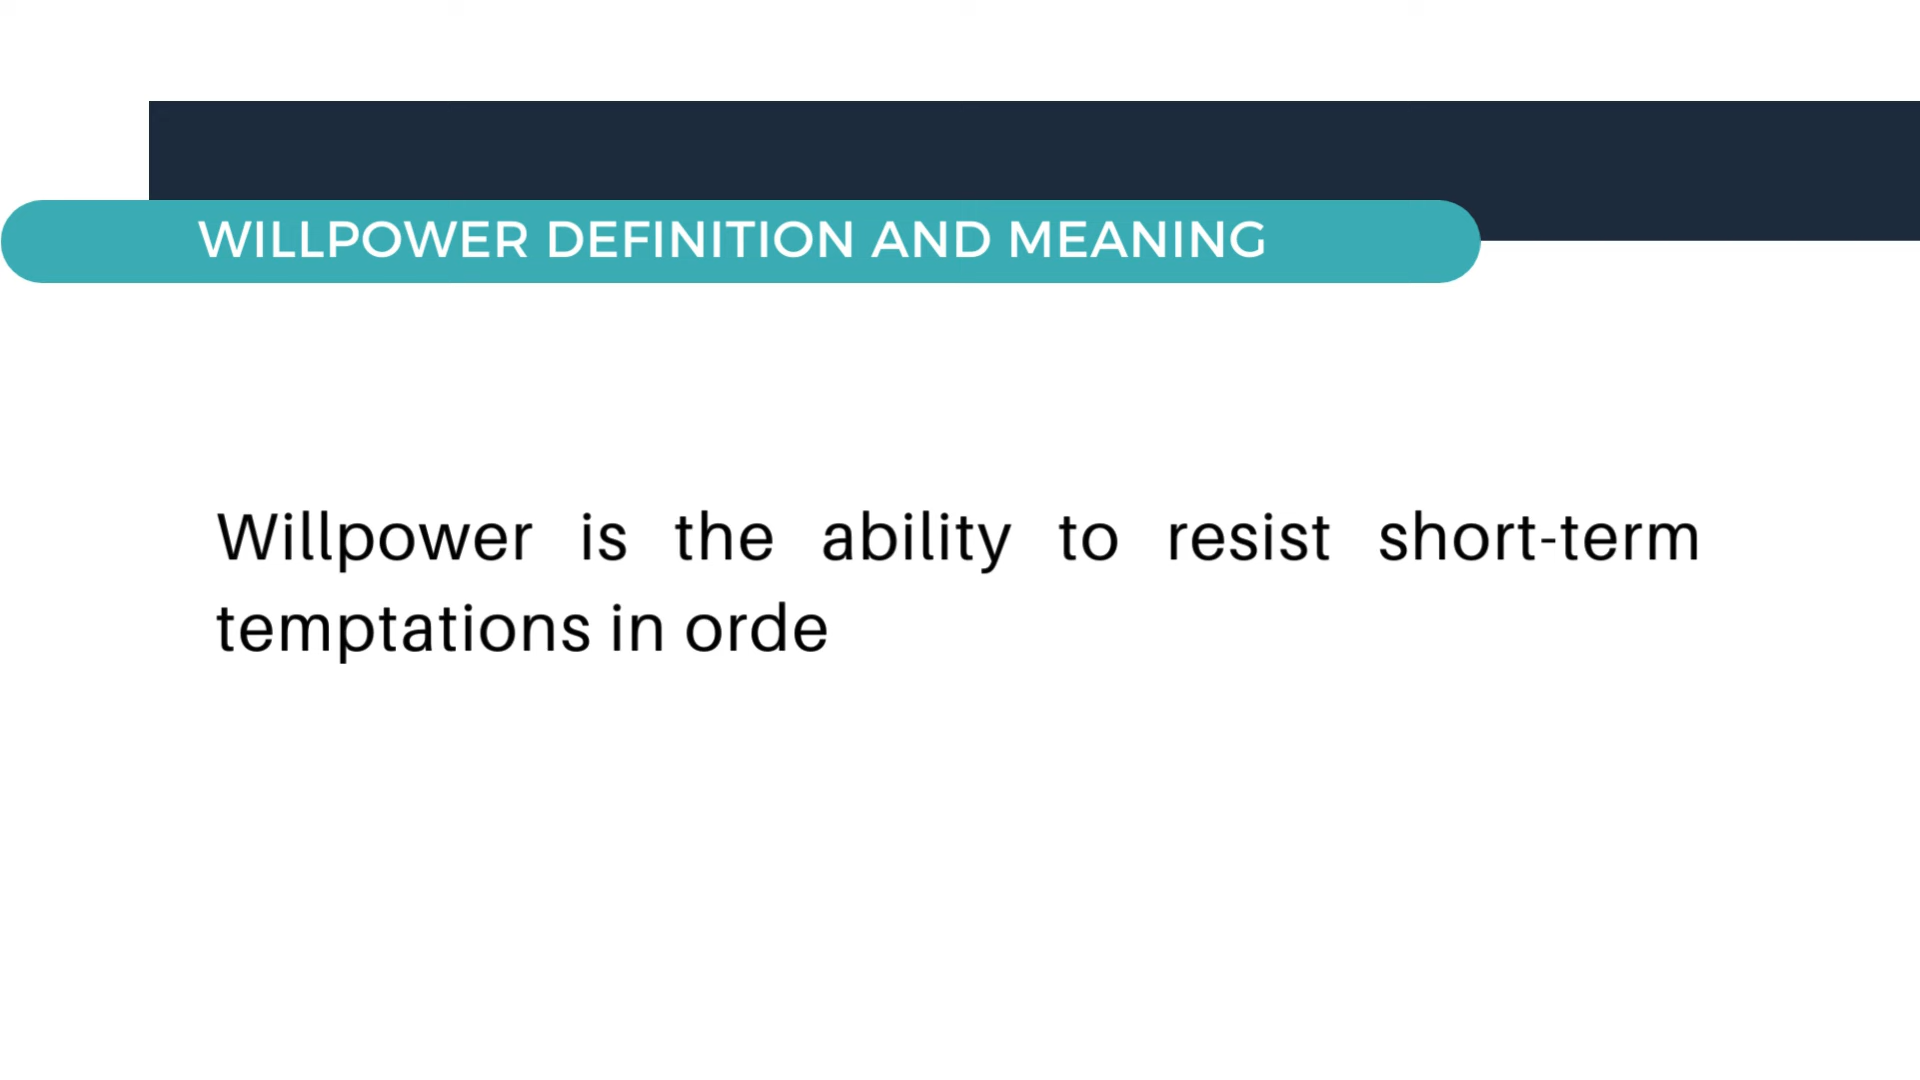 WILLPOWER DEFINITION AND MEANING
Willpower is the ability to resist short-term
temptations in orde